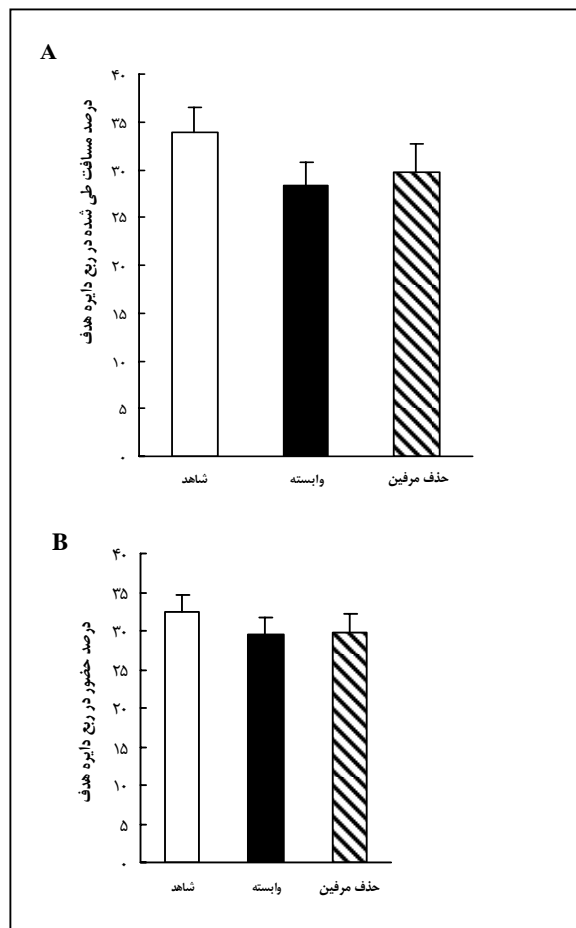 A
درصد مسافت طی شده در ربع دایره هدف
۴۰
۳۵
۳۰
۲۵
۲۰
۱۵
۱۰
۵
۰
شاهد
وابسته
حذف مرفین
B
درصد حضور در ربع دایره هدف
۴۰
۳۵
۳۰
۲۵
۲۰
۱۵
۱۰
۵
۰
شاهد
وابسته
حذف مرفین